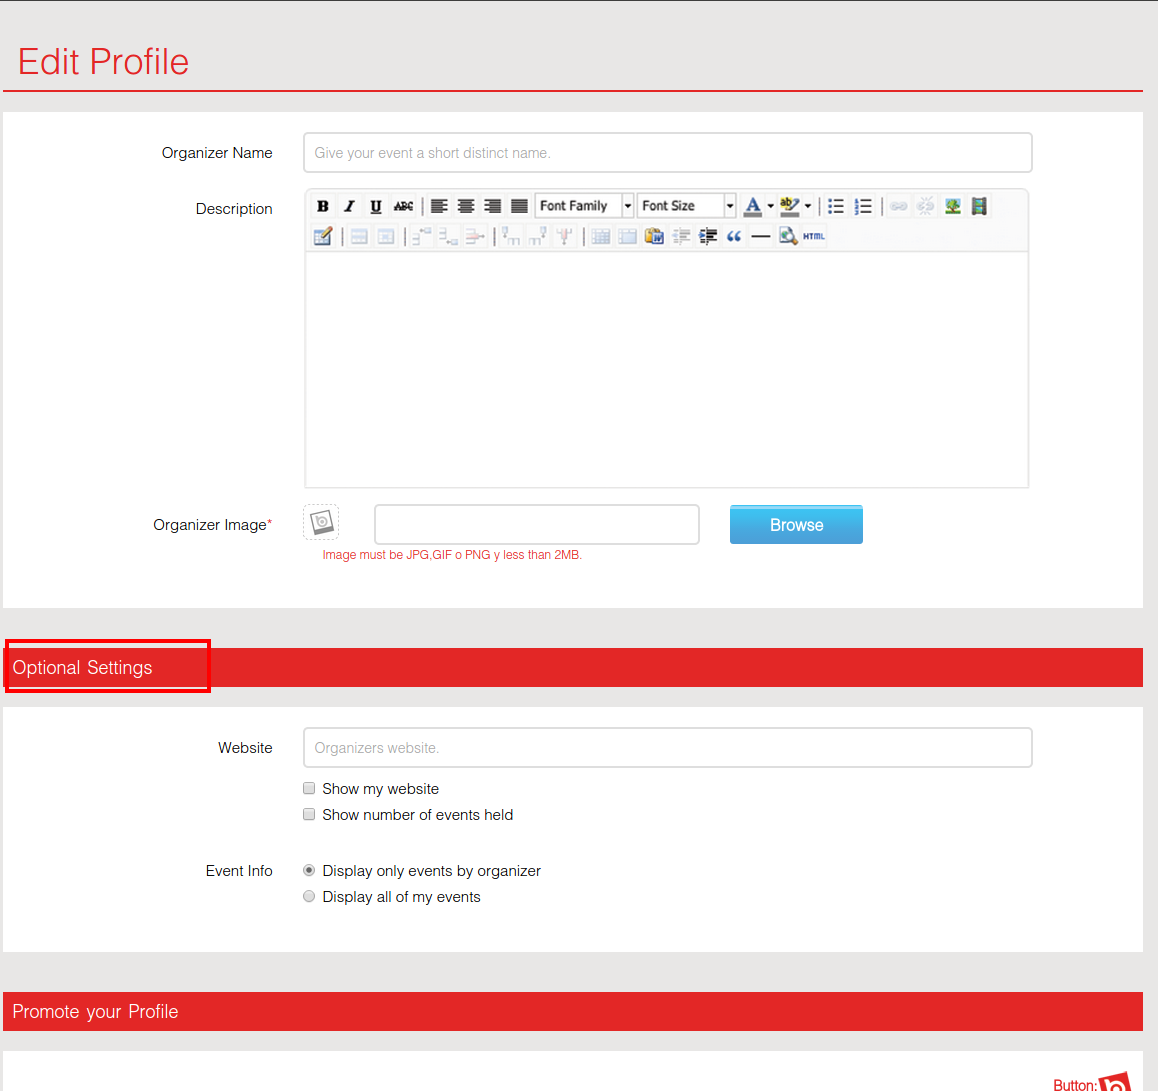 Edit Profile
Organizer Name
Give your event a short distinct name.
Description
B I U ABC Font Family Font Size A ab
HTML
Organizer Image*
Browse
Image must be JPG,GIF o PNG y less than 2MB.
Optional Settings
Website
Organizers website.
Show my website
Show number of events held
Event Info
Display only events by organizer
Display all of my events
Promote your Profile
Button: